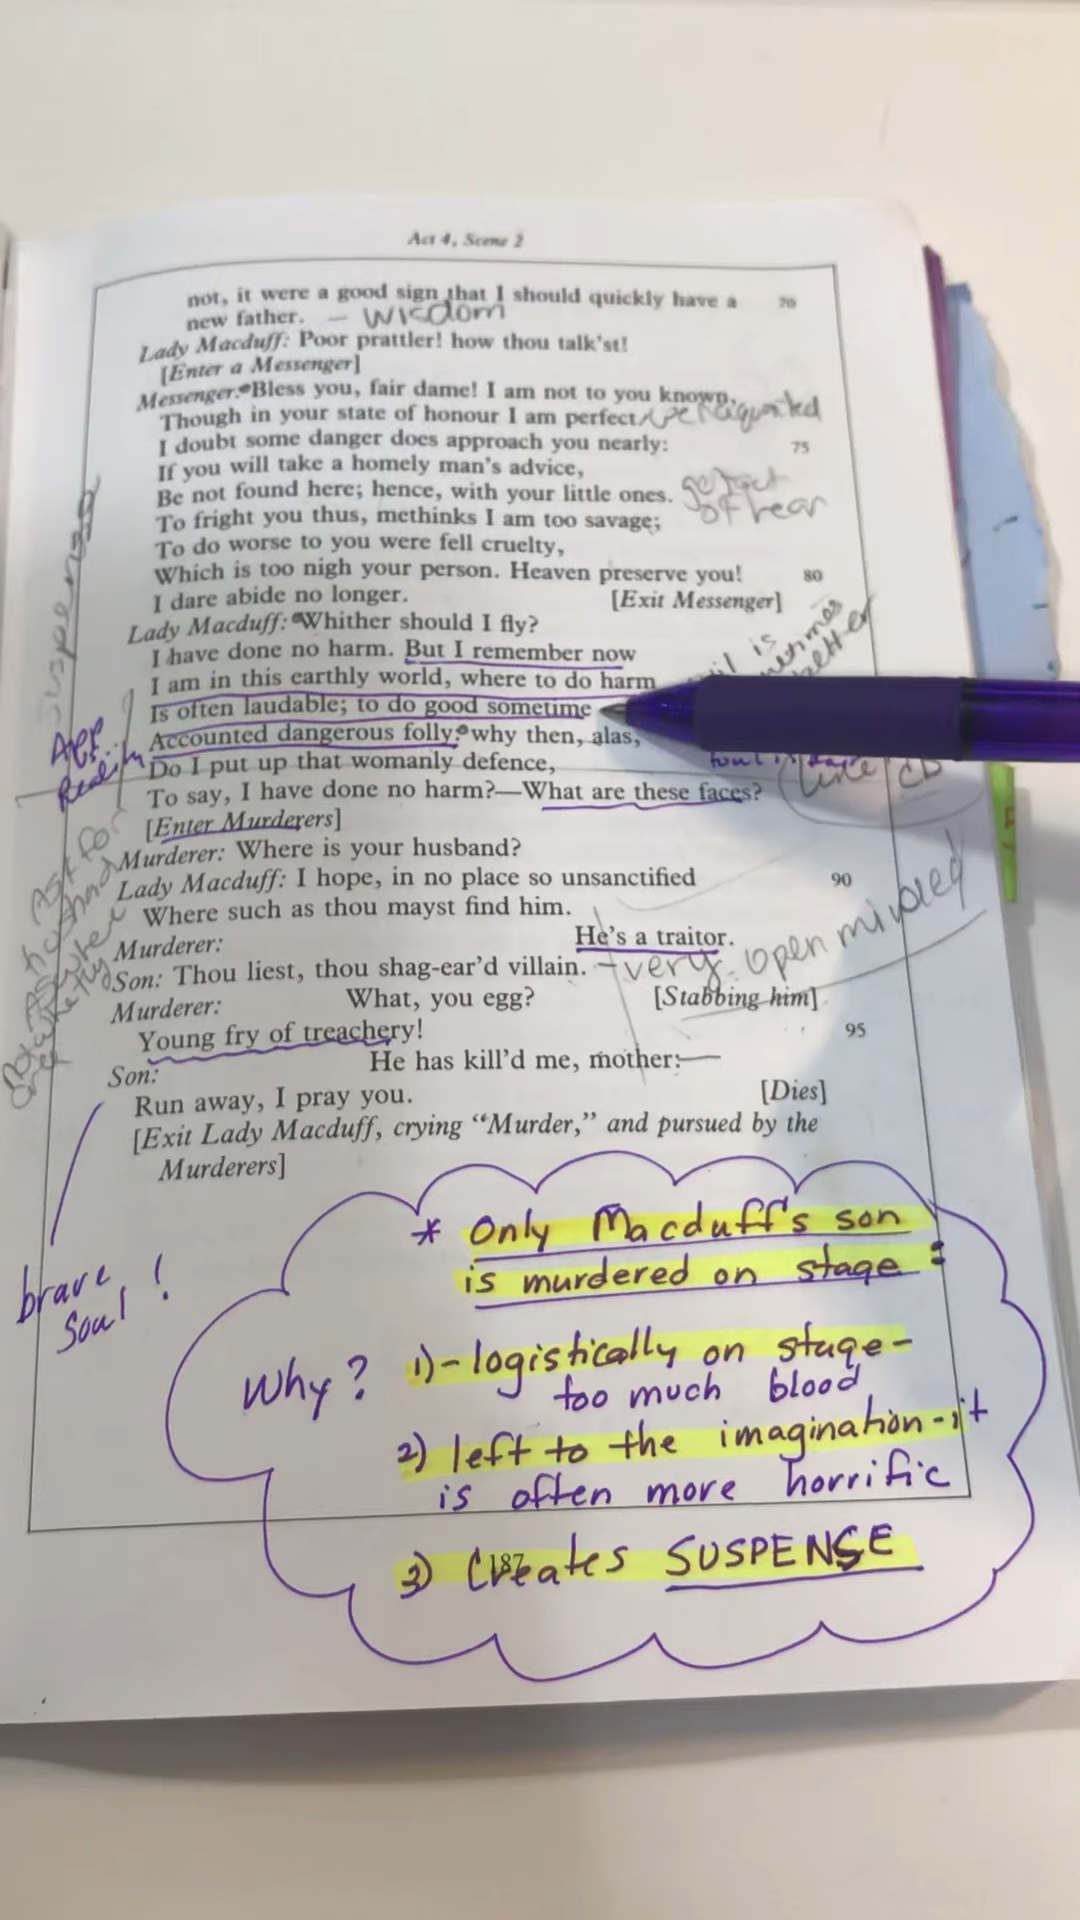 Act 4, Scene 2
not, it were a good sign that I should quickly have a 70
new father. – wisdom
Lady Macduff: Poor prattler! how thou talk'st!
[Enter a Messenger]
Messenger: Bless you, fair dame! I am not to you known,
Though in your state of honour I am perfect
I doubt some danger does approach you nearly: 75
If you will take a homely man's advice,
Be not found here; hence, with your little ones.
To fright you thus, methinks I am too savage; of fear
To do worse to you were fell cruelty,
Which is too nigh your person. Heaven preserve you! 80
I dare abide no longer. [Exit Messenger]
suspense
Lady Macduff: Whither should I fly?
I have done no harm. But I remember now
is
better
I am in this earthly world, where to do harm
Is often laudable; to do good sometime
App
Reality
Accounted dangerous folly: why then, alas,
Do I put up that womanly defence,
To say, I have done no harm?—What are these faces?
[Enter Murderers]
Murderer: Where is your husband?
Lady Macduff: I hope, in no place so unsanctified 90
Where such as thou mayst find him.
Ask for
husband
Murderer: He's a traitor.
Son: Thou liest, thou shag-ear'd villain. – very open minded
Murderer: What, you egg? [Stabbing him]
Young fry of treachery! 95
Son: He has kill'd me, mother:—
Run away, I pray you. [Dies]
[Exit Lady Macduff, crying "Murder," and pursued by the
Murderers]
brave
soul!
* Only Macduff's son
is murdered on stage:
Why? 1) - logistically on stage -
too much blood
2) left to the imagination - it
is often more horrific
3) Creates SUSPENSE
187